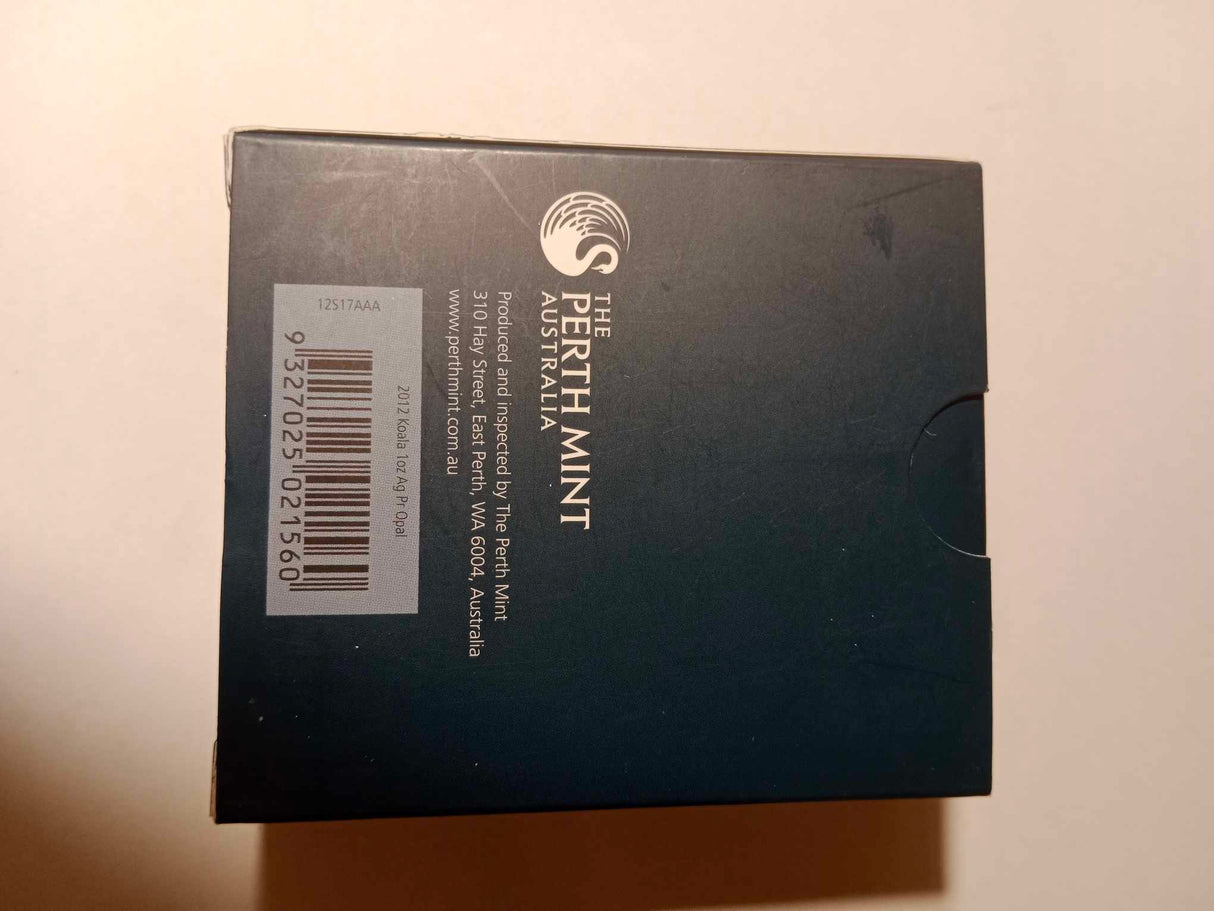 THE
PERTH MINT
AUSTRALIA
Produced and inspected by The Perth Mint
310 Hay Street, East Perth, WA 6004, Australia
www.perthmint.com.au
2012 Koala 1oz Ag Pr Opal
12S17AAA
9 327025 021560